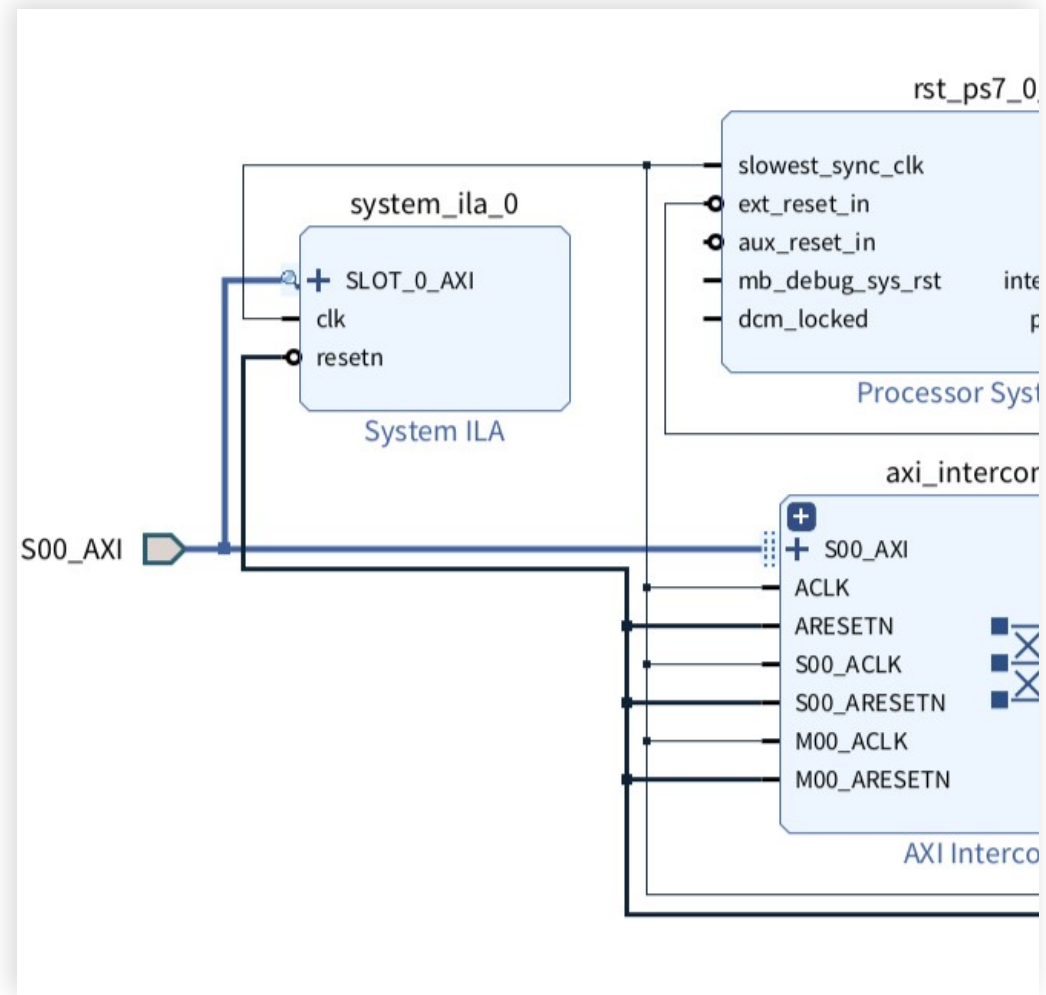 rst_ps7_0_
slowest_sync_clk
ext_reset_in
aux_reset_in
mb_debug_sys_rst
dcm_locked
inte
p
Processor Syst
system_ila_0
SLOT_0_AXI
clk
resetn
System ILA
axi_intercon
S00_AXI
S00_AXI
ACLK
ARESETN
S00_ACLK
S00_ARESETN
M00_ACLK
M00_ARESETN
AXI Interco